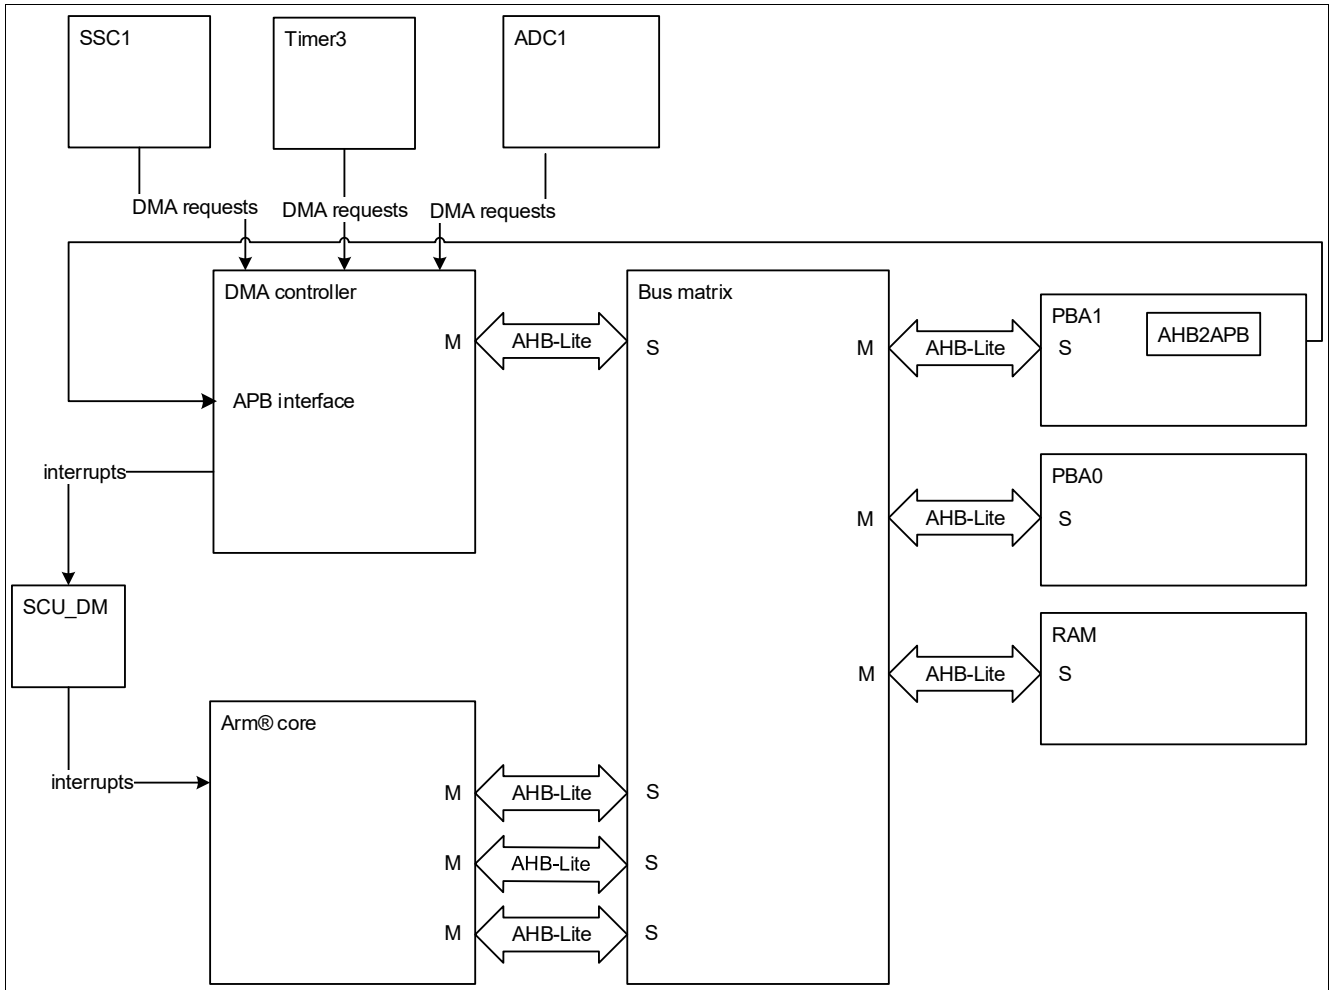 SSC1
Timer3
ADC1
DMA requests
DMA requests
DMA requests
DMA controller
M
AHB-Lite
APB interface
Bus matrix
S
M
AHB-Lite
PBA1
S
AHB2APB
interrupts
M
AHB-Lite
PBA0
S
SCU_DM
M
AHB-Lite
RAM
S
interrupts
Arm® core
M
AHB-Lite
S
M
AHB-Lite
S
M
AHB-Lite
S